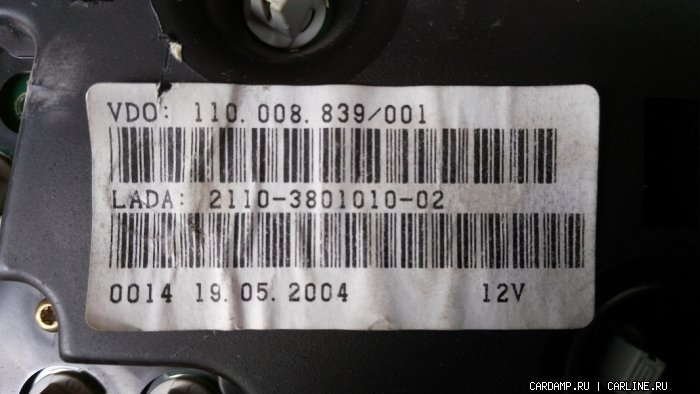 VDO: 110.008.839/001
LADA: 2110-3801010-02
0014 19.05.2004 12V
CARDAMP.RU | CARLINE.RU